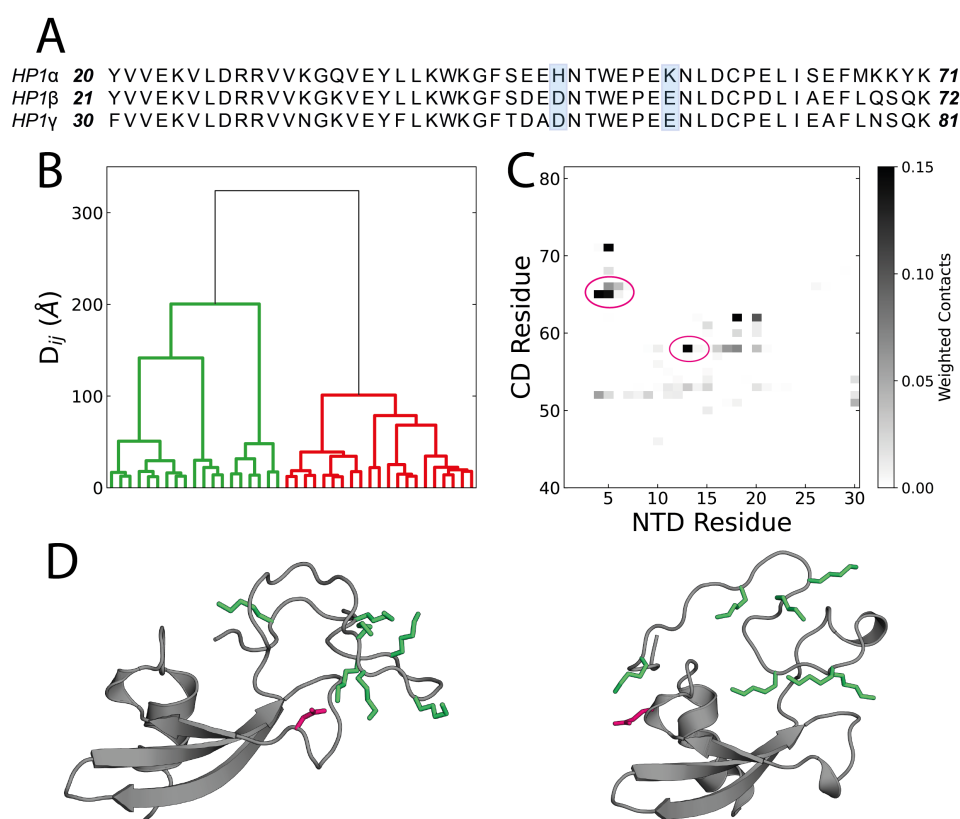 A
HP1α 20 YVVEKVLDRRVVKGQVEYLLKWKGFSEEHNTWEPEKNLDCPELISEFMKKYK 71
HP1β 21 YVVEKVLDRRVVKGKVEYLLKWKGFSDEDNTWEPEENLDCPDLIAEFLQSQK 72
HP1γ 30 FVVEKVLDRRVVNGKVEYFLKWKGFTDADNTWEPEENLDCPELIEAFLNSQK 81
B
300
200
100
0
Dij (Å)
C
80
70
60
50
40
CD Residue
5 10 15 20 25 30
NTD Residue
0.15
0.10
0.05
0.00
Weighted Contacts
D